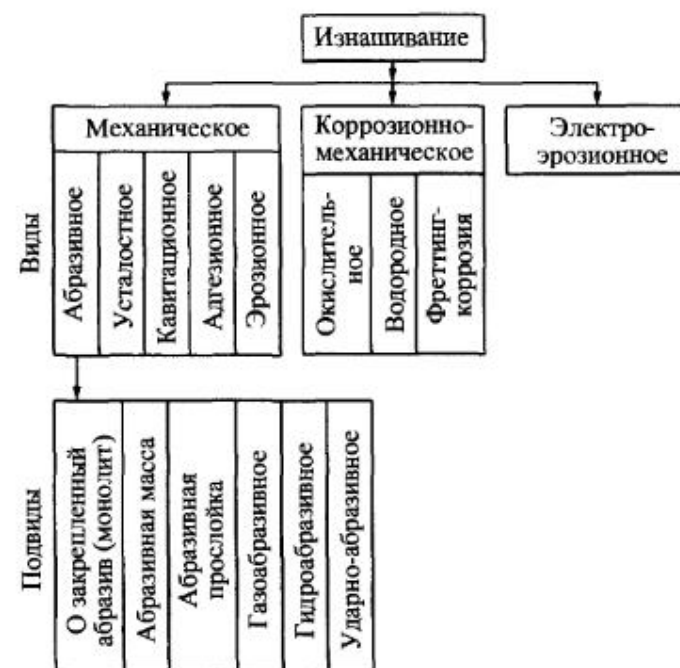 Изнашивание
Механическое
Коррозионно-
механическое
Электро-
эрозионное
Виды
Абразивное
Усталостное
Кавитационное
Адгезионное
Эрозионное
Окислитель-
ное
Водородное
Фреттинг-
коррозия
Подвиды
О закрепленный
абразив (монолит)
Абразивная масса
Абразивная
прослойка
Газоабразивное
Гидроабразивное
Ударно-абразивное